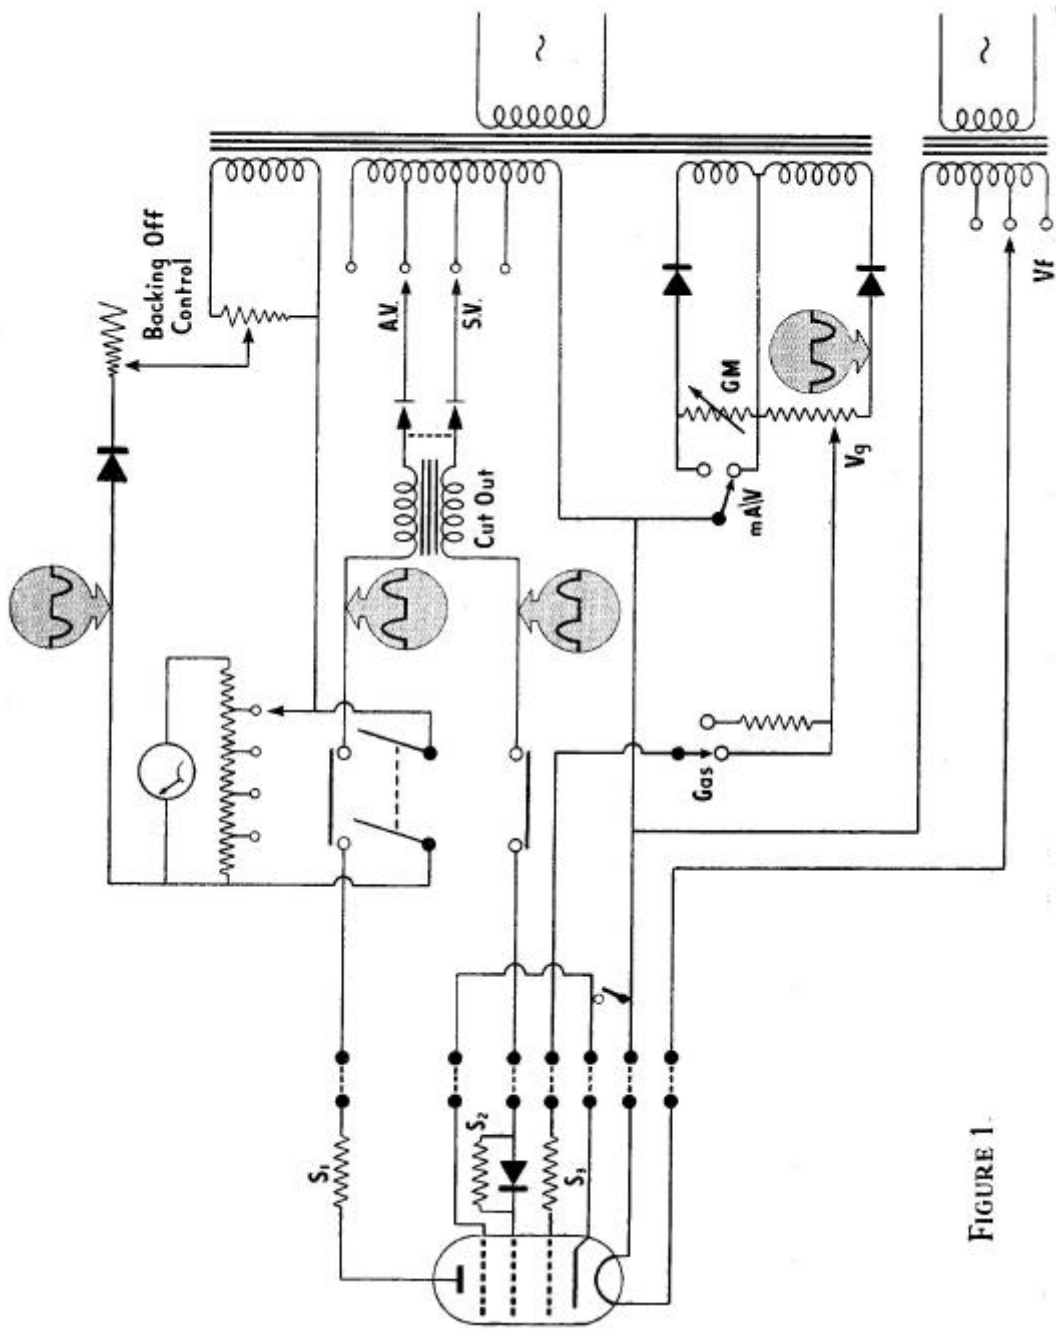 ~
~
Backing Off
Control
A.V.
S.V.
Cut Out
GM
Vg
mA\V
Vf
Gas
S1
S2
S3
FIGURE 1.